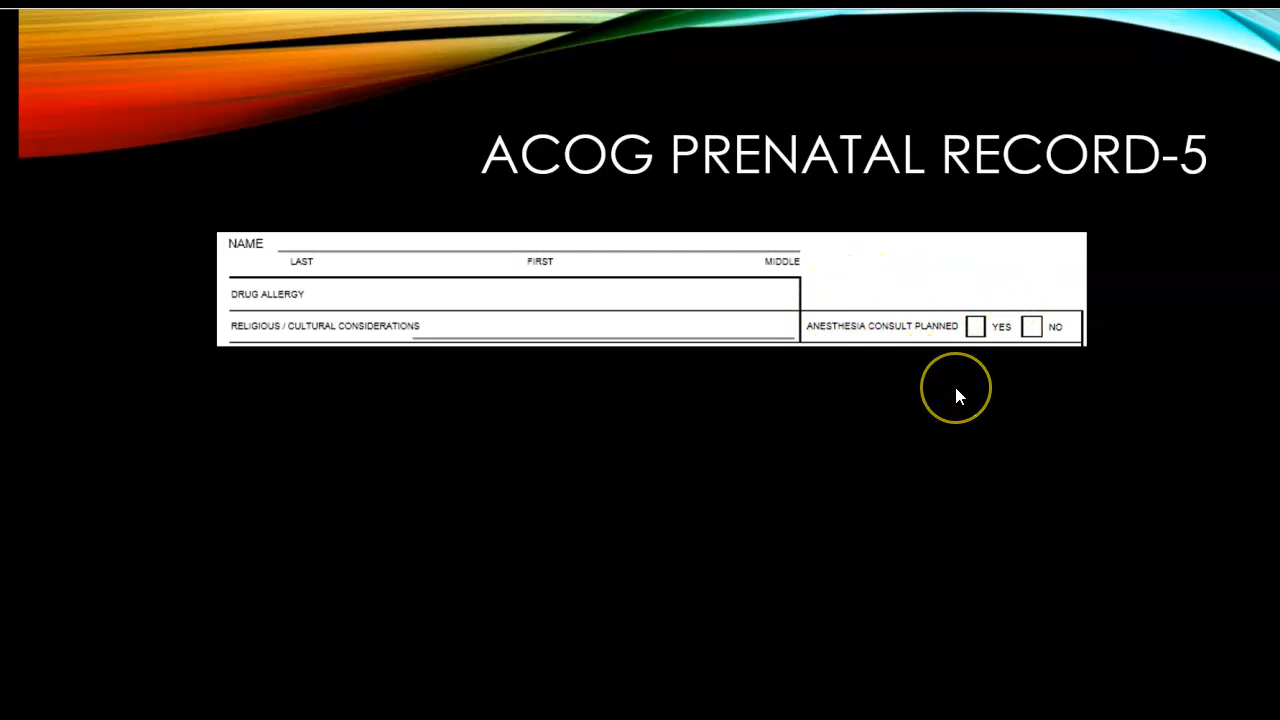 ACOG PRENATAL RECORD-5
NAME
LAST FIRST MIDDLE
DRUG ALLERGY
RELIGIOUS / CULTURAL CONSIDERATIONS ANESTHESIA CONSULT PLANNED YES NO